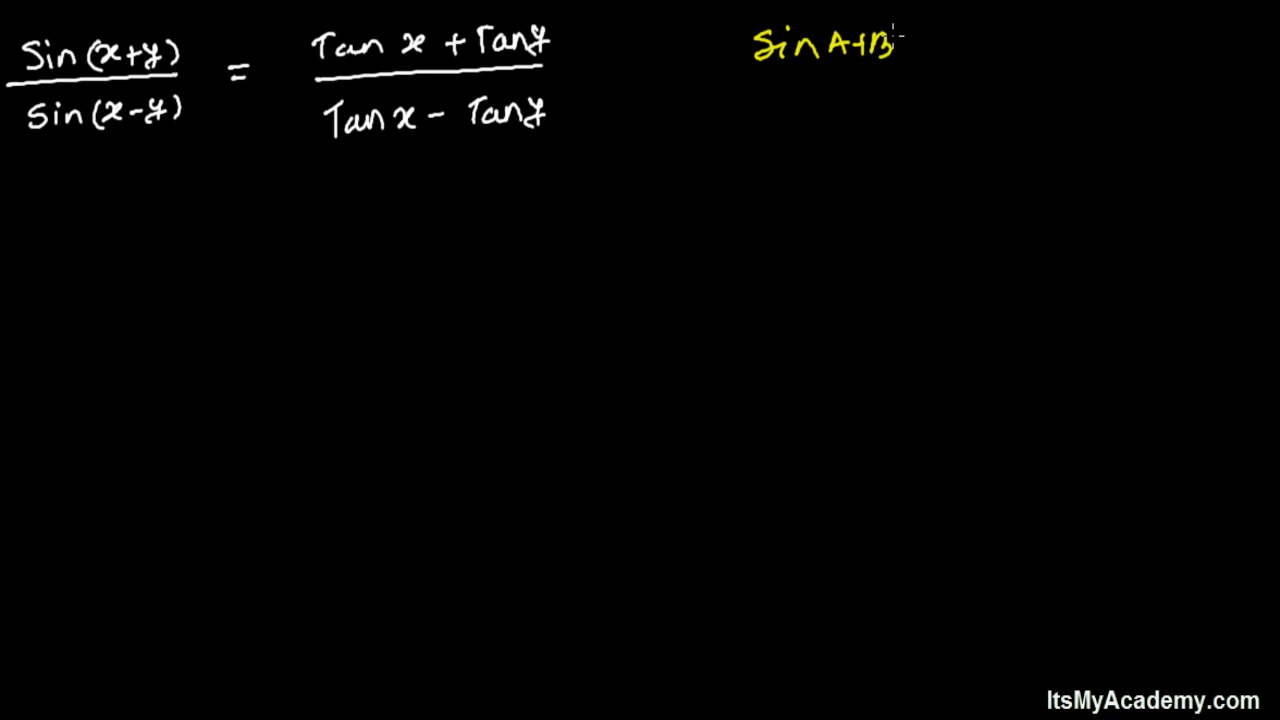 Sin(x+y) / Sin(x-y) = Tan x + Tan y / Tan x - Tan y
Sin A+B
ItsMyAcademy.com